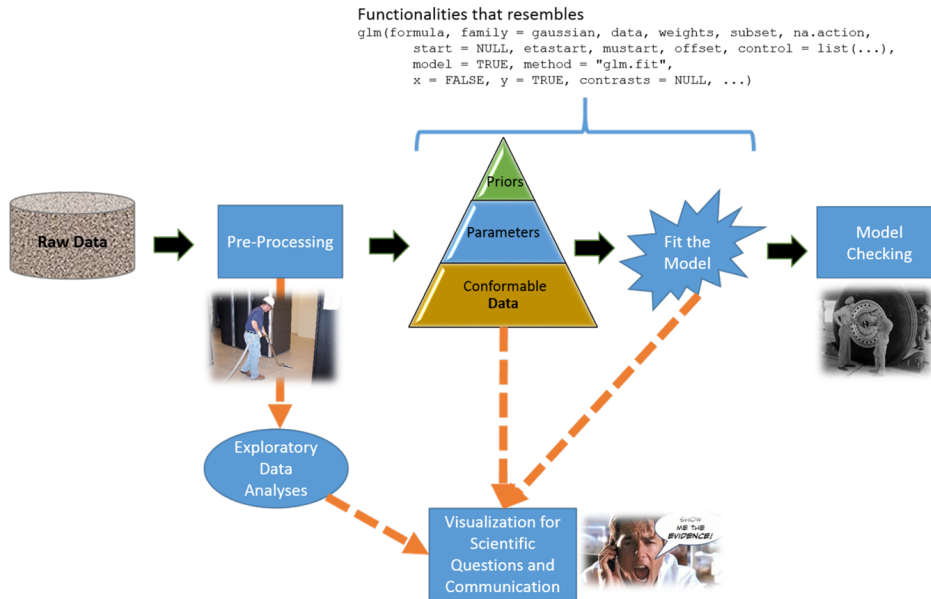 Functionalities that resembles
glm(formula, family = gaussian, data, weights, subset, na.action,
start = NULL, etastart, mustart, offset, control = list(...),
model = TRUE, method = "glm.fit",
x = FALSE, y = TRUE, contrasts = NULL, ...)
Priors
Raw Data
Pre-Processing
Parameters
Fit the
Model
Model
Checking
Conformable
Data
Exploratory
Data
Analyses
Visualization for
Scientific
Questions and
Communication
SHOW
ME THE
EVIDENCE!